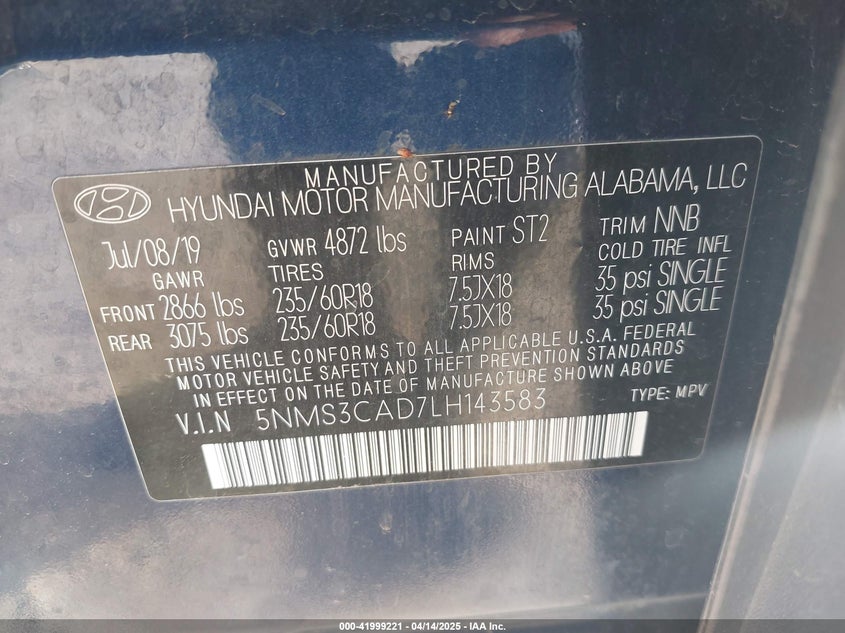 MANUFACTURED BY
HYUNDAI MOTOR MANUFACTURING ALABAMA, LLC
Jul/08/19 GVWR 4872 lbs PAINT ST2 TRIM NNB
GAWR TIRES RIMS COLD TIRE INFL
FRONT 2866 lbs 235/60R18 7.5JX18 35 psi SINGLE
REAR 3075 lbs 235/60R18 7.5JX18 35 psi SINGLE
THIS VEHICLE CONFORMS TO ALL APPLICABLE U.S.A. FEDERAL
MOTOR VEHICLE SAFETY AND THEFT PREVENTION STANDARDS
IN EFFECT ON THE DATE OF MANUFACTURE SHOWN ABOVE
V.I.N 5NMS3CAD7LH143583 TYPE: MPV
000-41999221 - 04/14/2025 - IAA Inc.